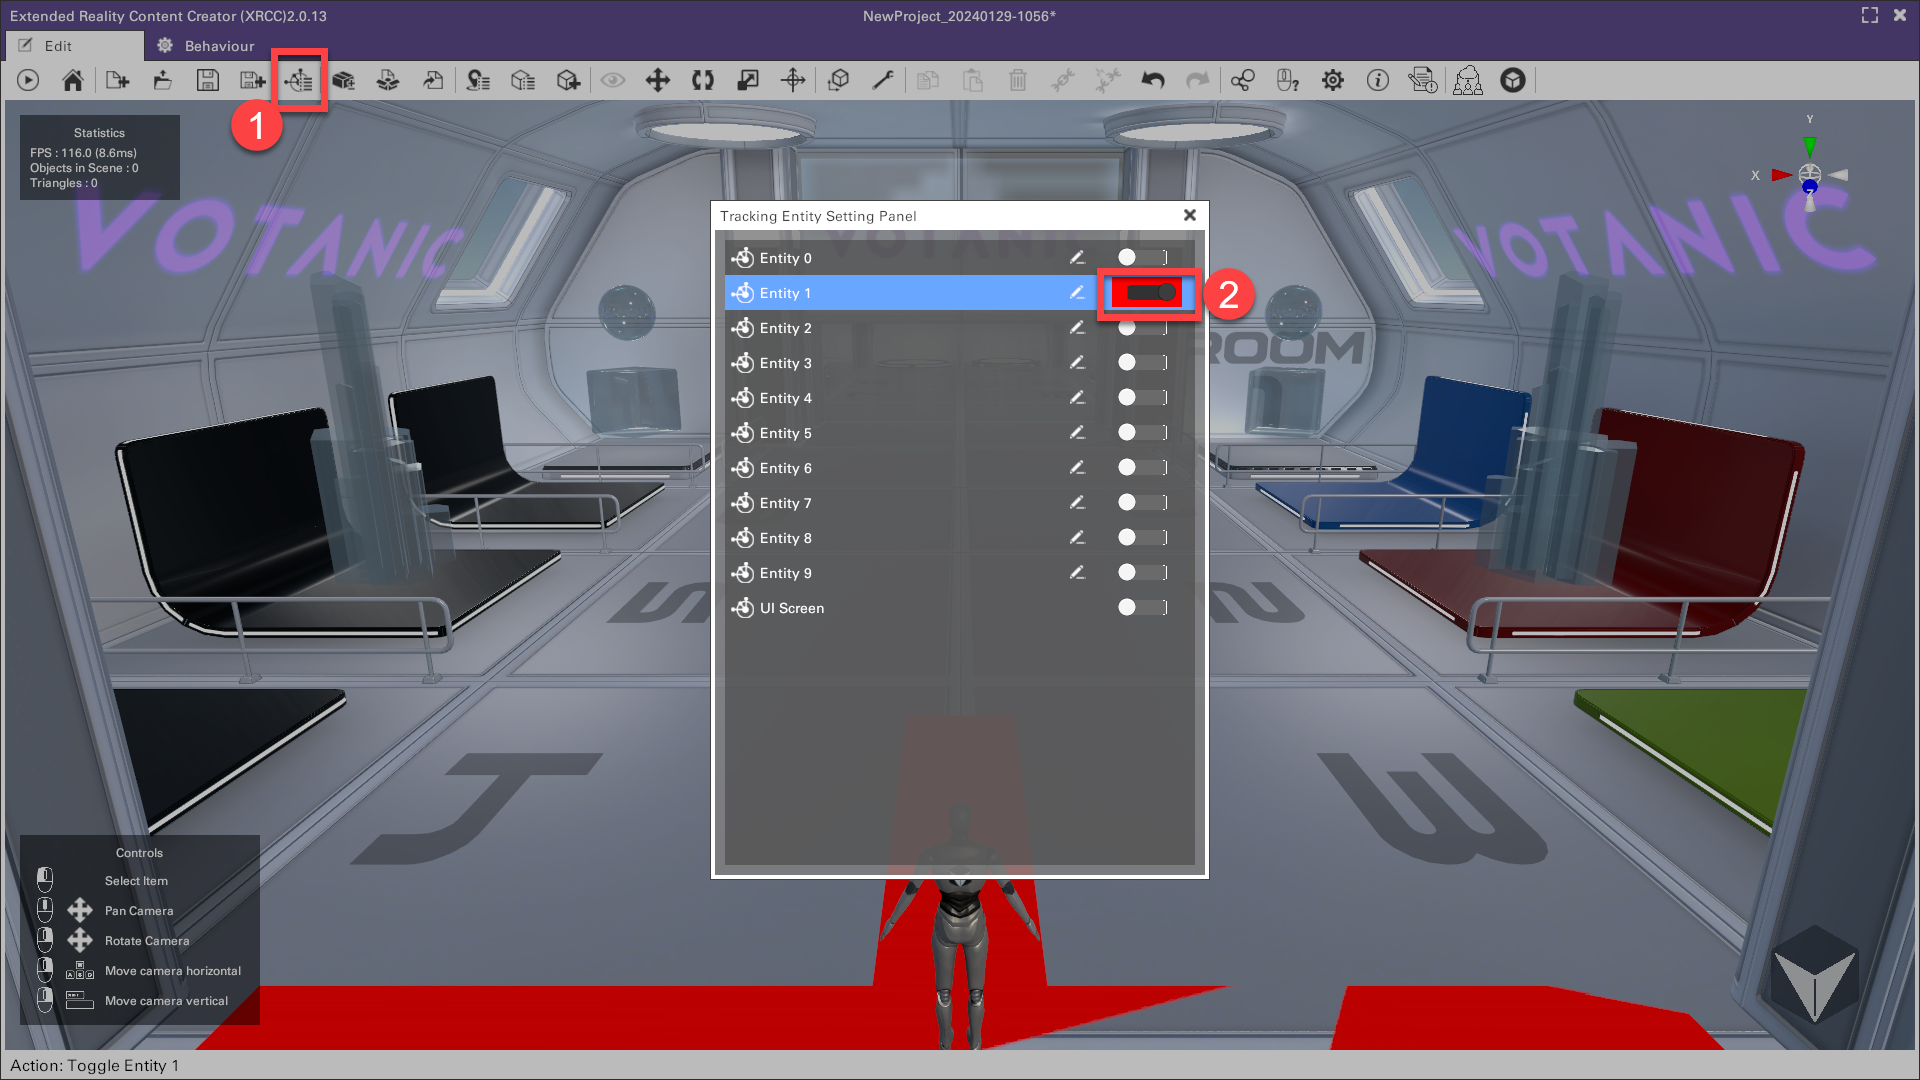 Extended Reality Content Creator (XRCC)2.0.13
NewProject_20240129-1056*
Edit
Behaviour
1
Statistics
FPS : 116.0 (8.6ms)
Objects in Scene : 0
Triangles : 0
Y
X
Z
VOTANIC
VOTANIC
Tracking Entity Setting Panel
VOTANIC
Entity 0
Entity 1
2
Entity 2
ROOM
Entity 3
Entity 4
Entity 5
Entity 6
Entity 7
Entity 8
Entity 9
UI Screen
Controls
Select Item
Pan Camera
Rotate Camera
Move camera horizontal
Move camera vertical
Action: Toggle Entity 1